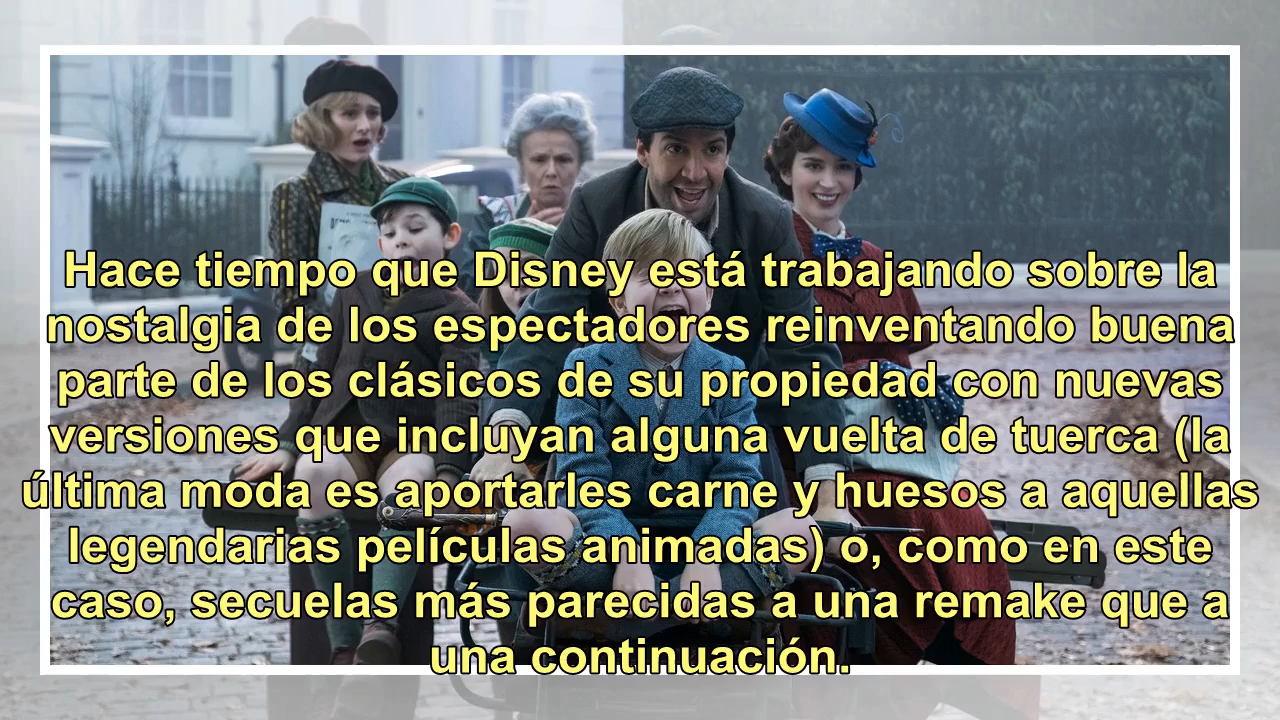 Hace tiempo que Disney está trabajando sobre la
nostalgia de los espectadores reinventando buena
parte de los clásicos de su propiedad con nuevas
versiones que incluyan alguna vuelta de tuerca (la
última moda es aportarles carne y huesos a aquellas
legendarias películas animadas) o, como en este
caso, secuelas más parecidas a una remake que a
una continuación.